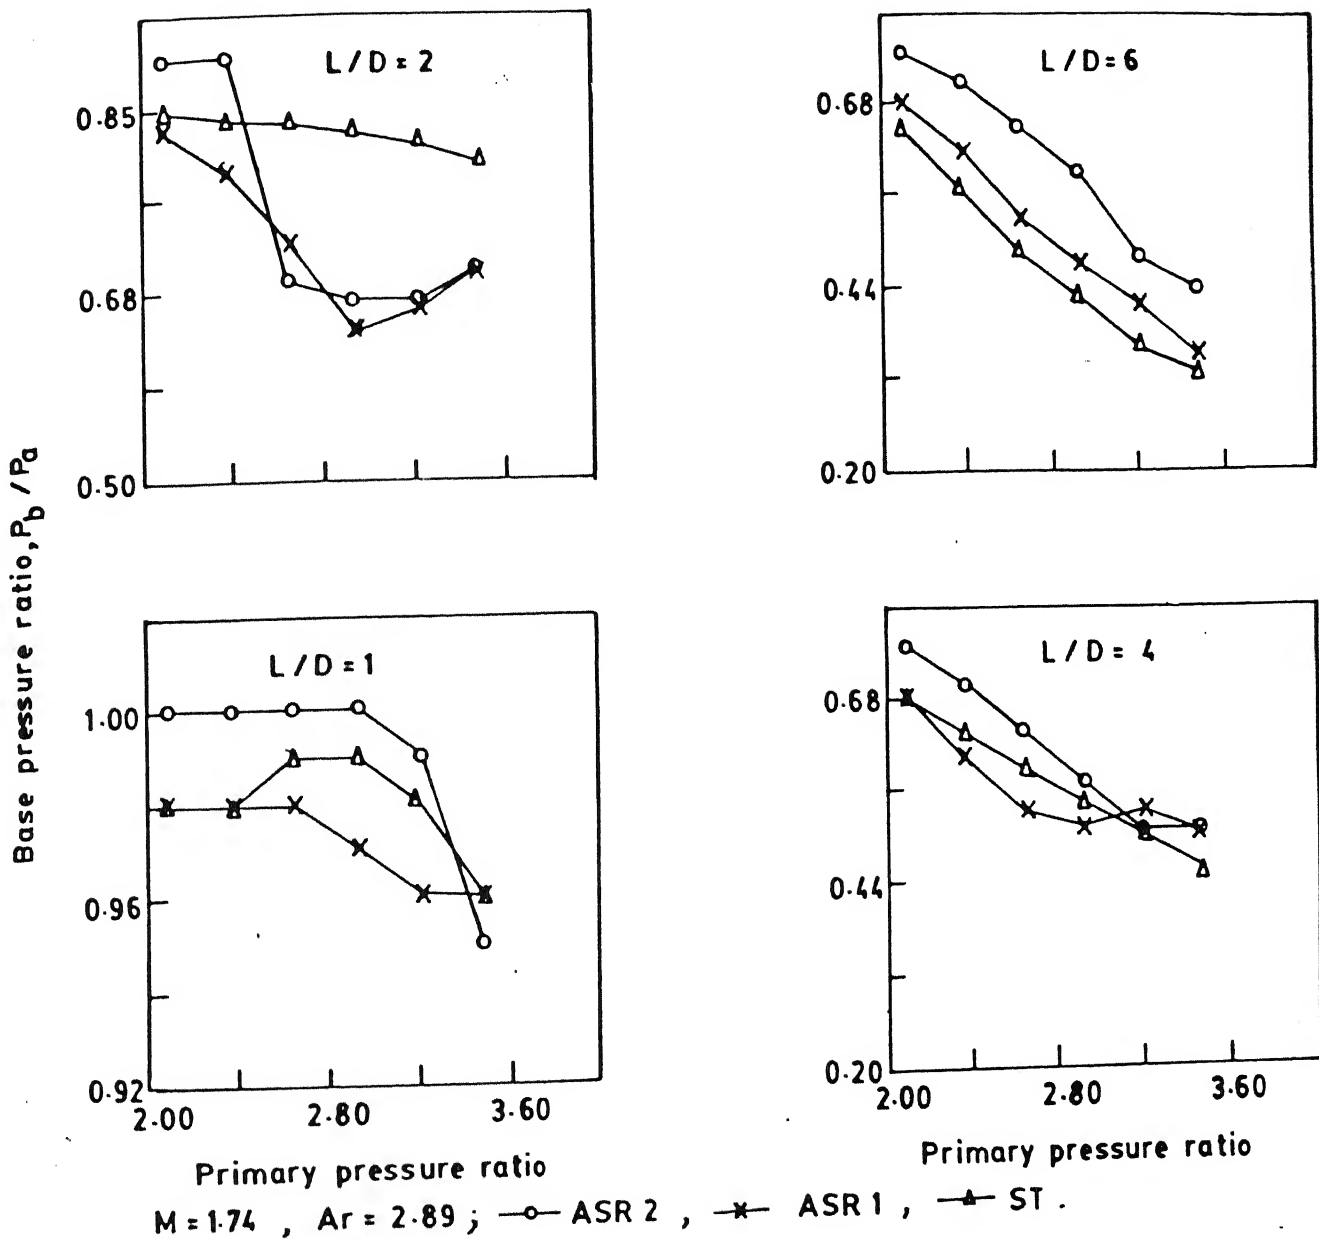 L/D=2
0.85
0.68
0.50
L/D=6
0.68
0.44
0.20
Base pressure ratio, Pb/Pa
L/D=1
1.00
0.96
0.92
2.00 2.80 3.60
Primary pressure ratio
L/D= 4
0.68
0.44
0.20
2.00 2.80 3.60
Primary pressure ratio
M=1.74 , Ar= 2.89 ; ASR 2 , ASR 1 , ST .